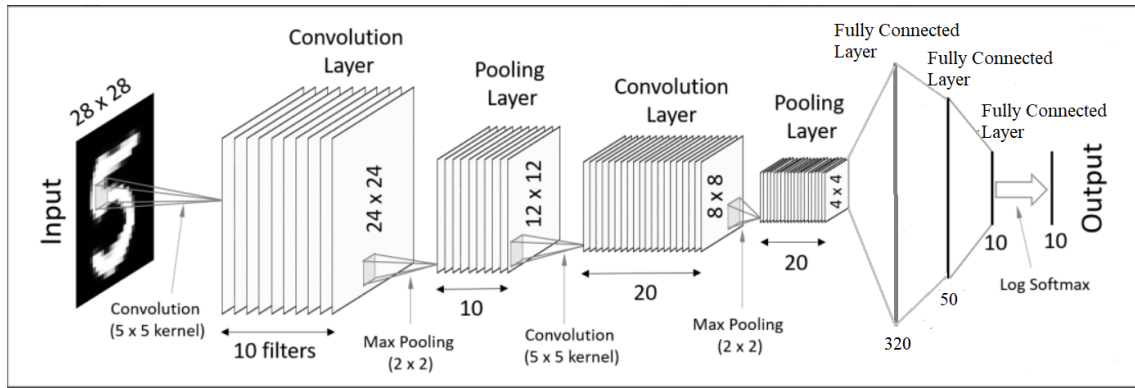 Input
28 x 28
Convolution
(5 x 5 kernel)
Convolution
Layer
24 x 24
10 filters
Max Pooling
(2 x 2)
Pooling
Layer
12 x 12
10
Convolution
(5 x 5 kernel)
Convolution
Layer
8 x 8
20
Max Pooling
(2 x 2)
Pooling
Layer
4 x 4
20
Fully Connected
Layer
320
Fully Connected
Layer
50
Fully Connected
Layer
10
Log Softmax
10
Output